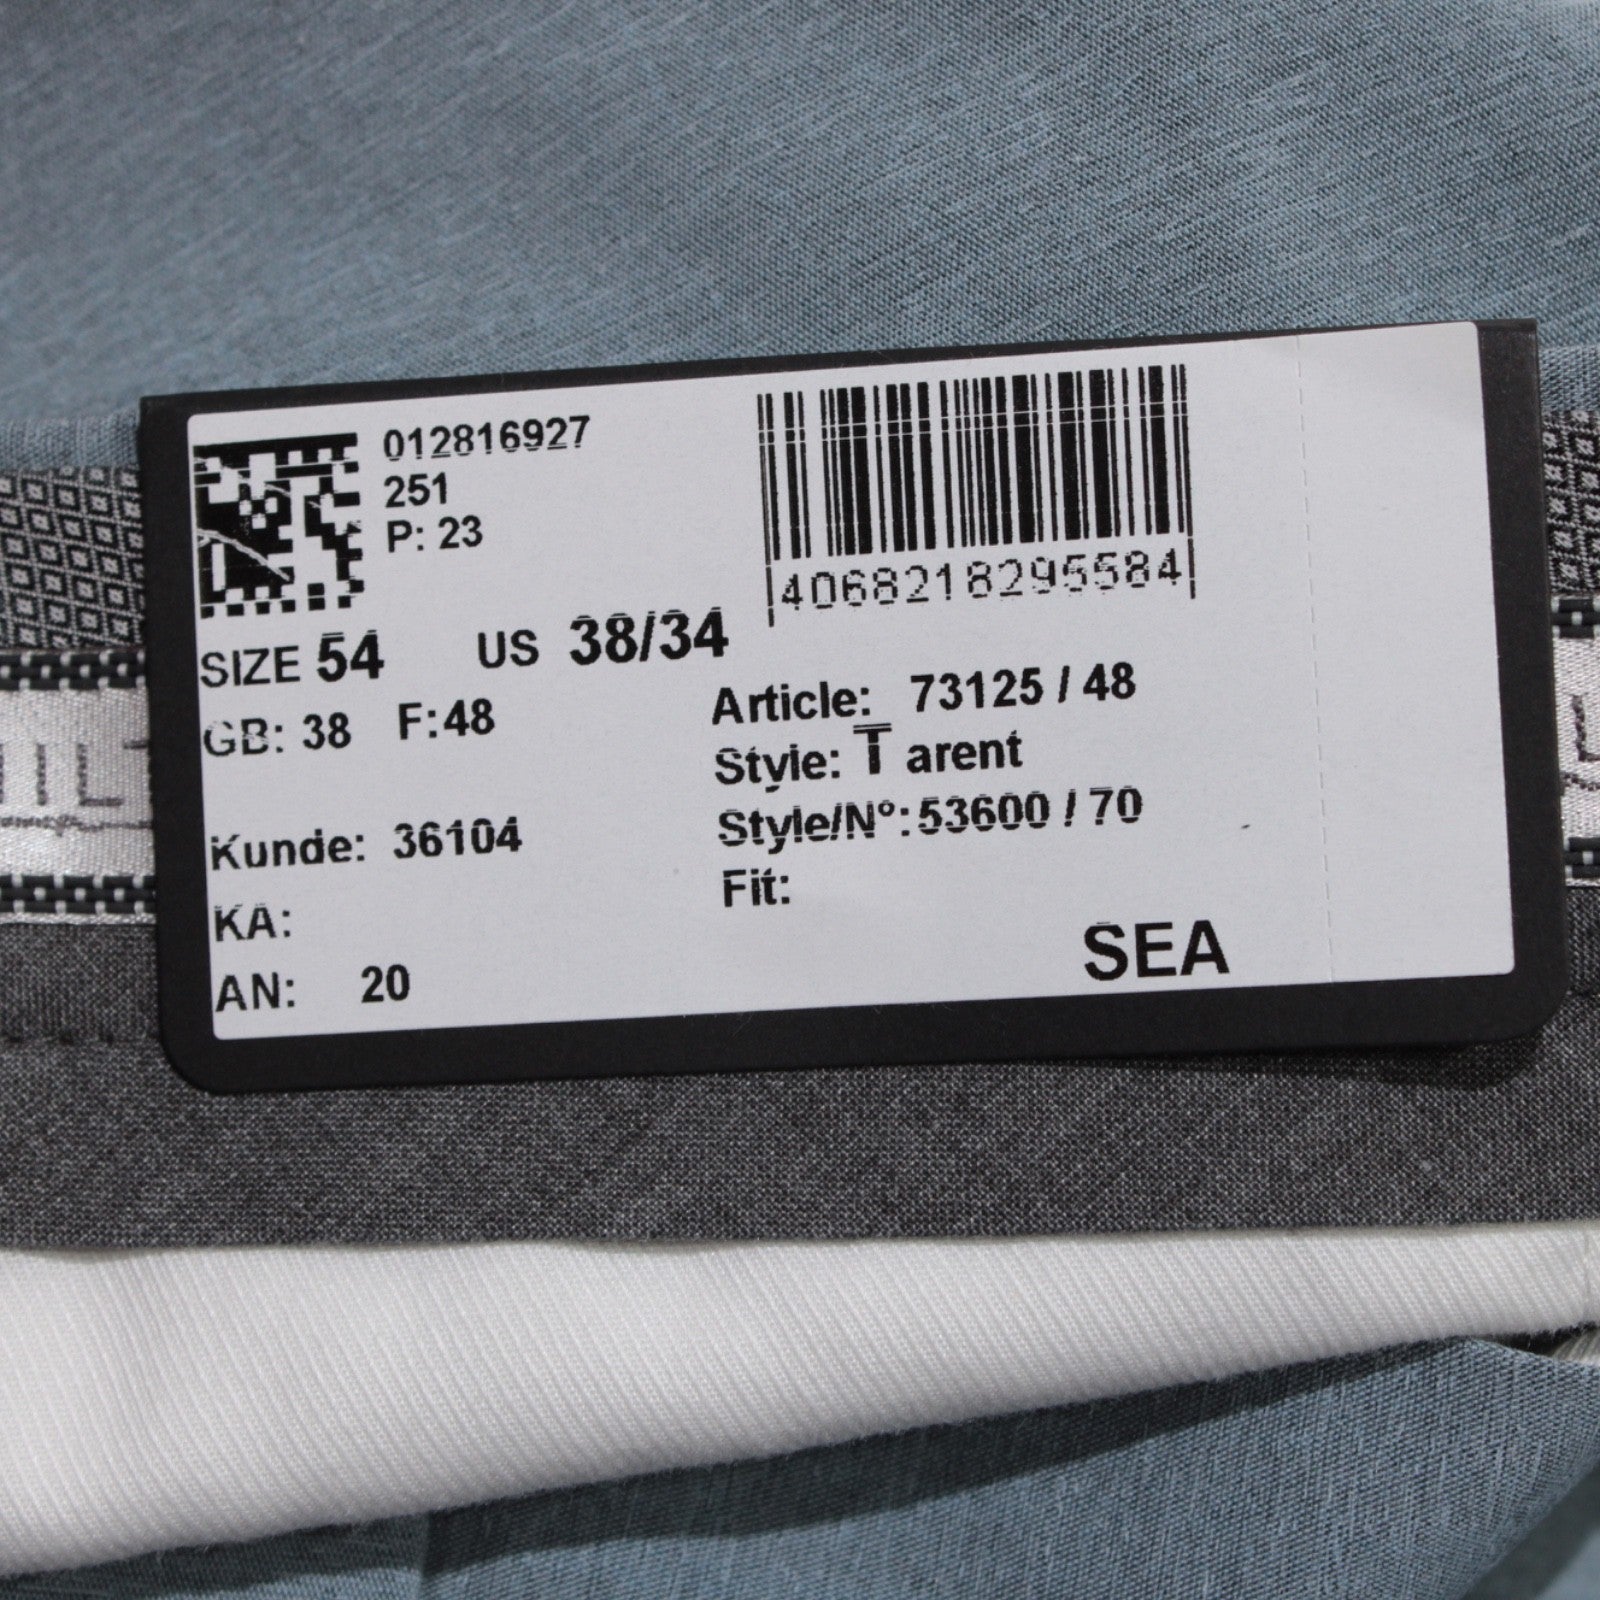 012816927
251
P: 23
4068218295584
SIZE 54 US 38/34
GB: 38 F:48
Article: 73125 / 48
Style: T arent
Style/N°: 53600 / 70
Kunde: 36104
Fit:
KA:
SEA
AN: 20